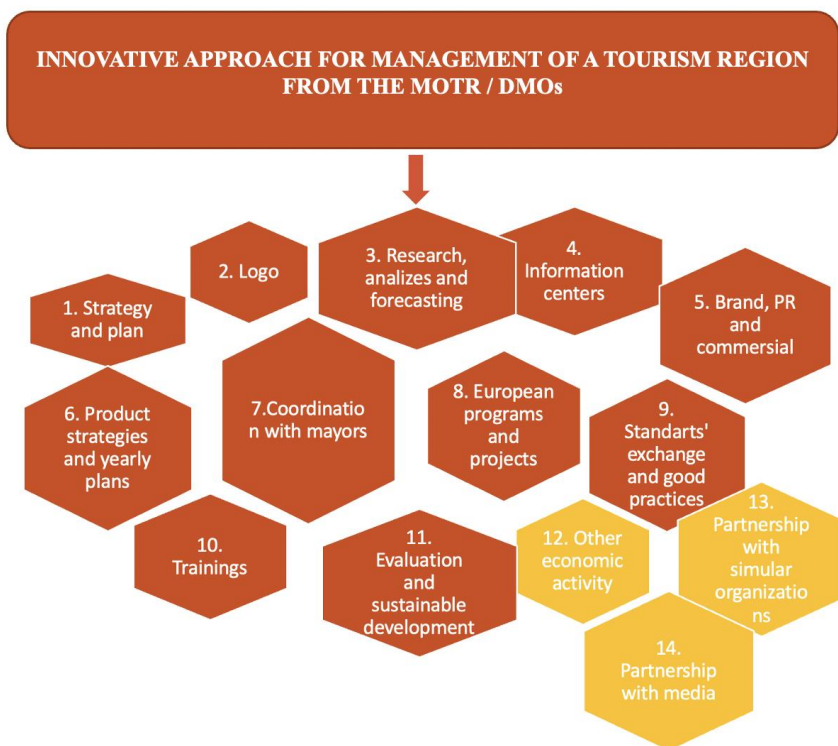 INNOVATIVE APPROACH FOR MANAGEMENT OF A TOURISM REGION
FROM THE MOTR / DMOs
1. Strategy
and plan
2. Logo
3. Research,
analizes and
forecasting
4.
Information
centers
5. Brand, PR
and
commersial
6. Product
strategies
and yearly
plans
7.Coordinatio
n with mayors
8. European
programs
and
projects
9.
Standarts'
exchange
and good
practices
10.
Trainings
11.
Evaluation
and
sustainable
development
12. Other
economic
activity
13.
Partnership
with
simular
organizatio
ns
14.
Partnership
with media